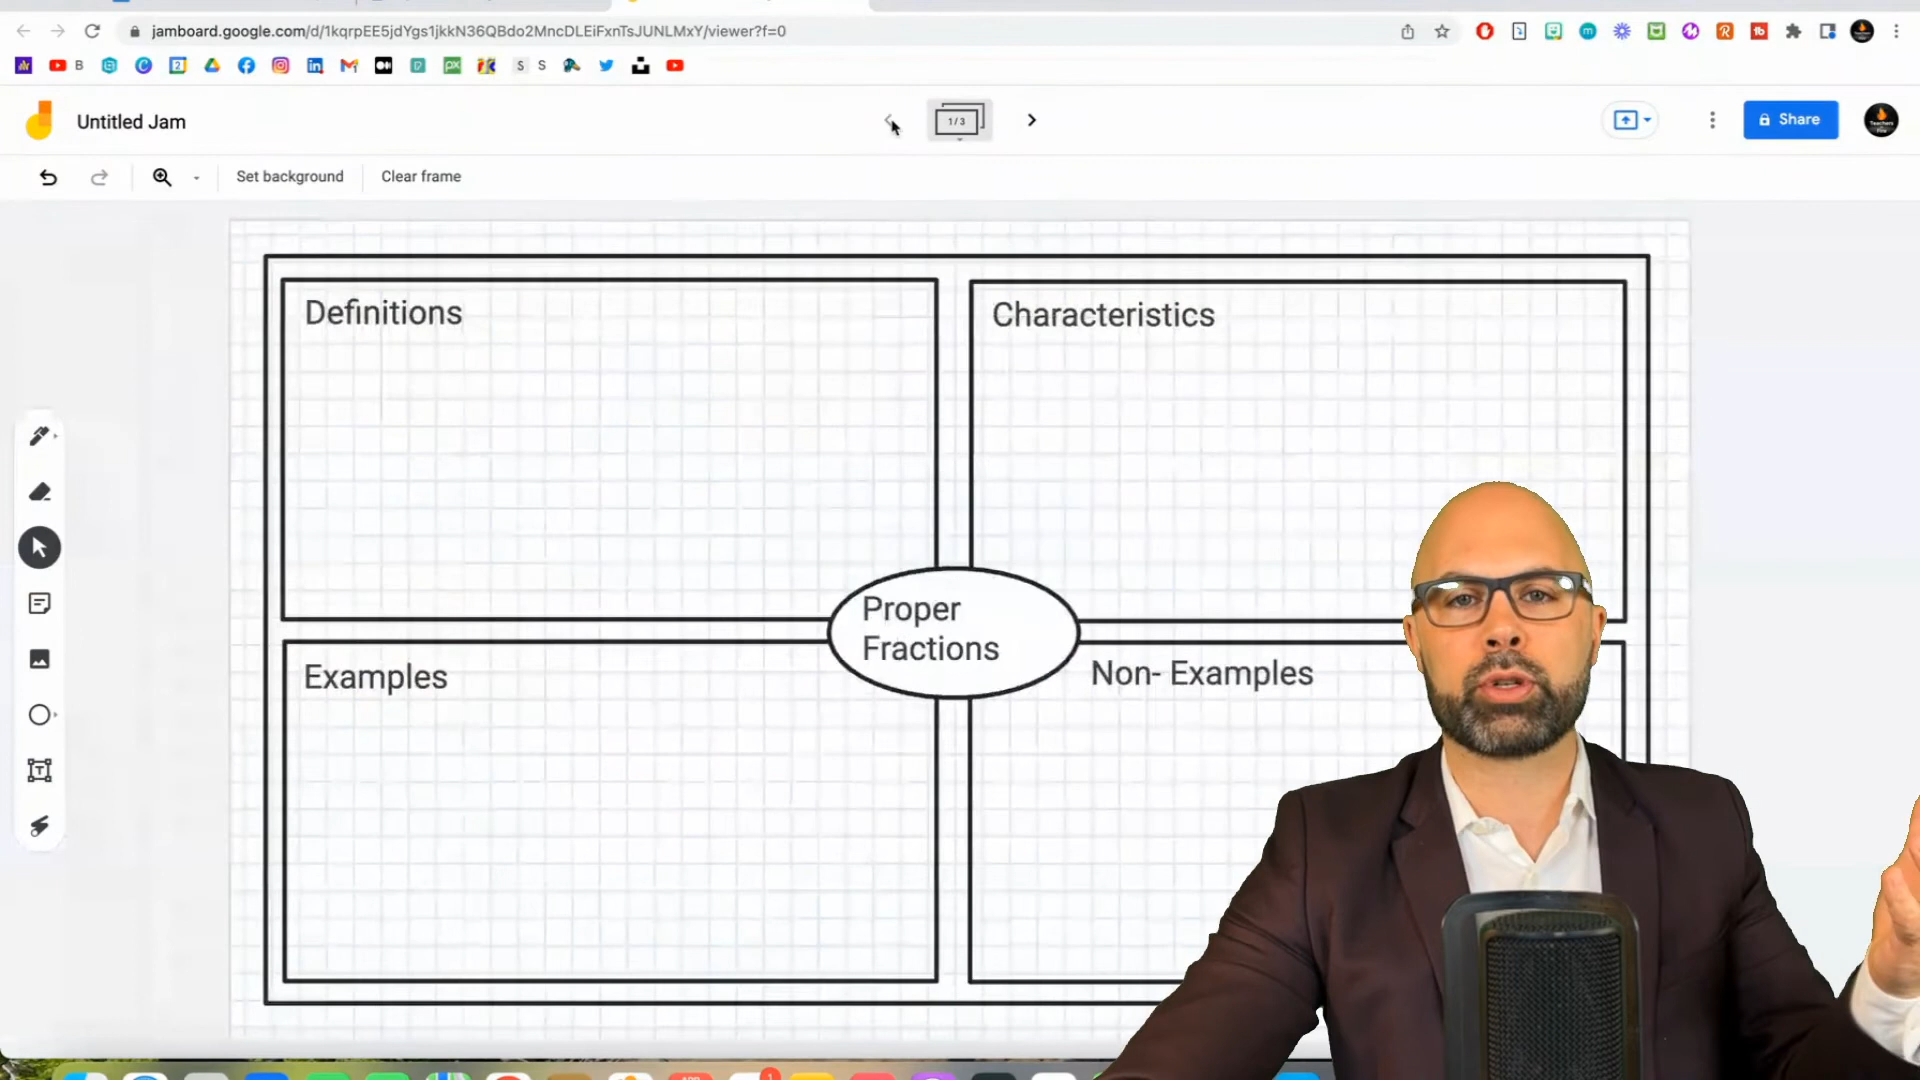 jamboard.google.com/d/1kqrpEE5jdYgs1jkkN36QBdo2MncDLEiFxnTsJUNLMxY/viewer?f=0
B
S
Untitled Jam
1/3
Share
Set background
Clear frame
Definitions
Characteristics
Proper
Fractions
Examples
Non- Examples